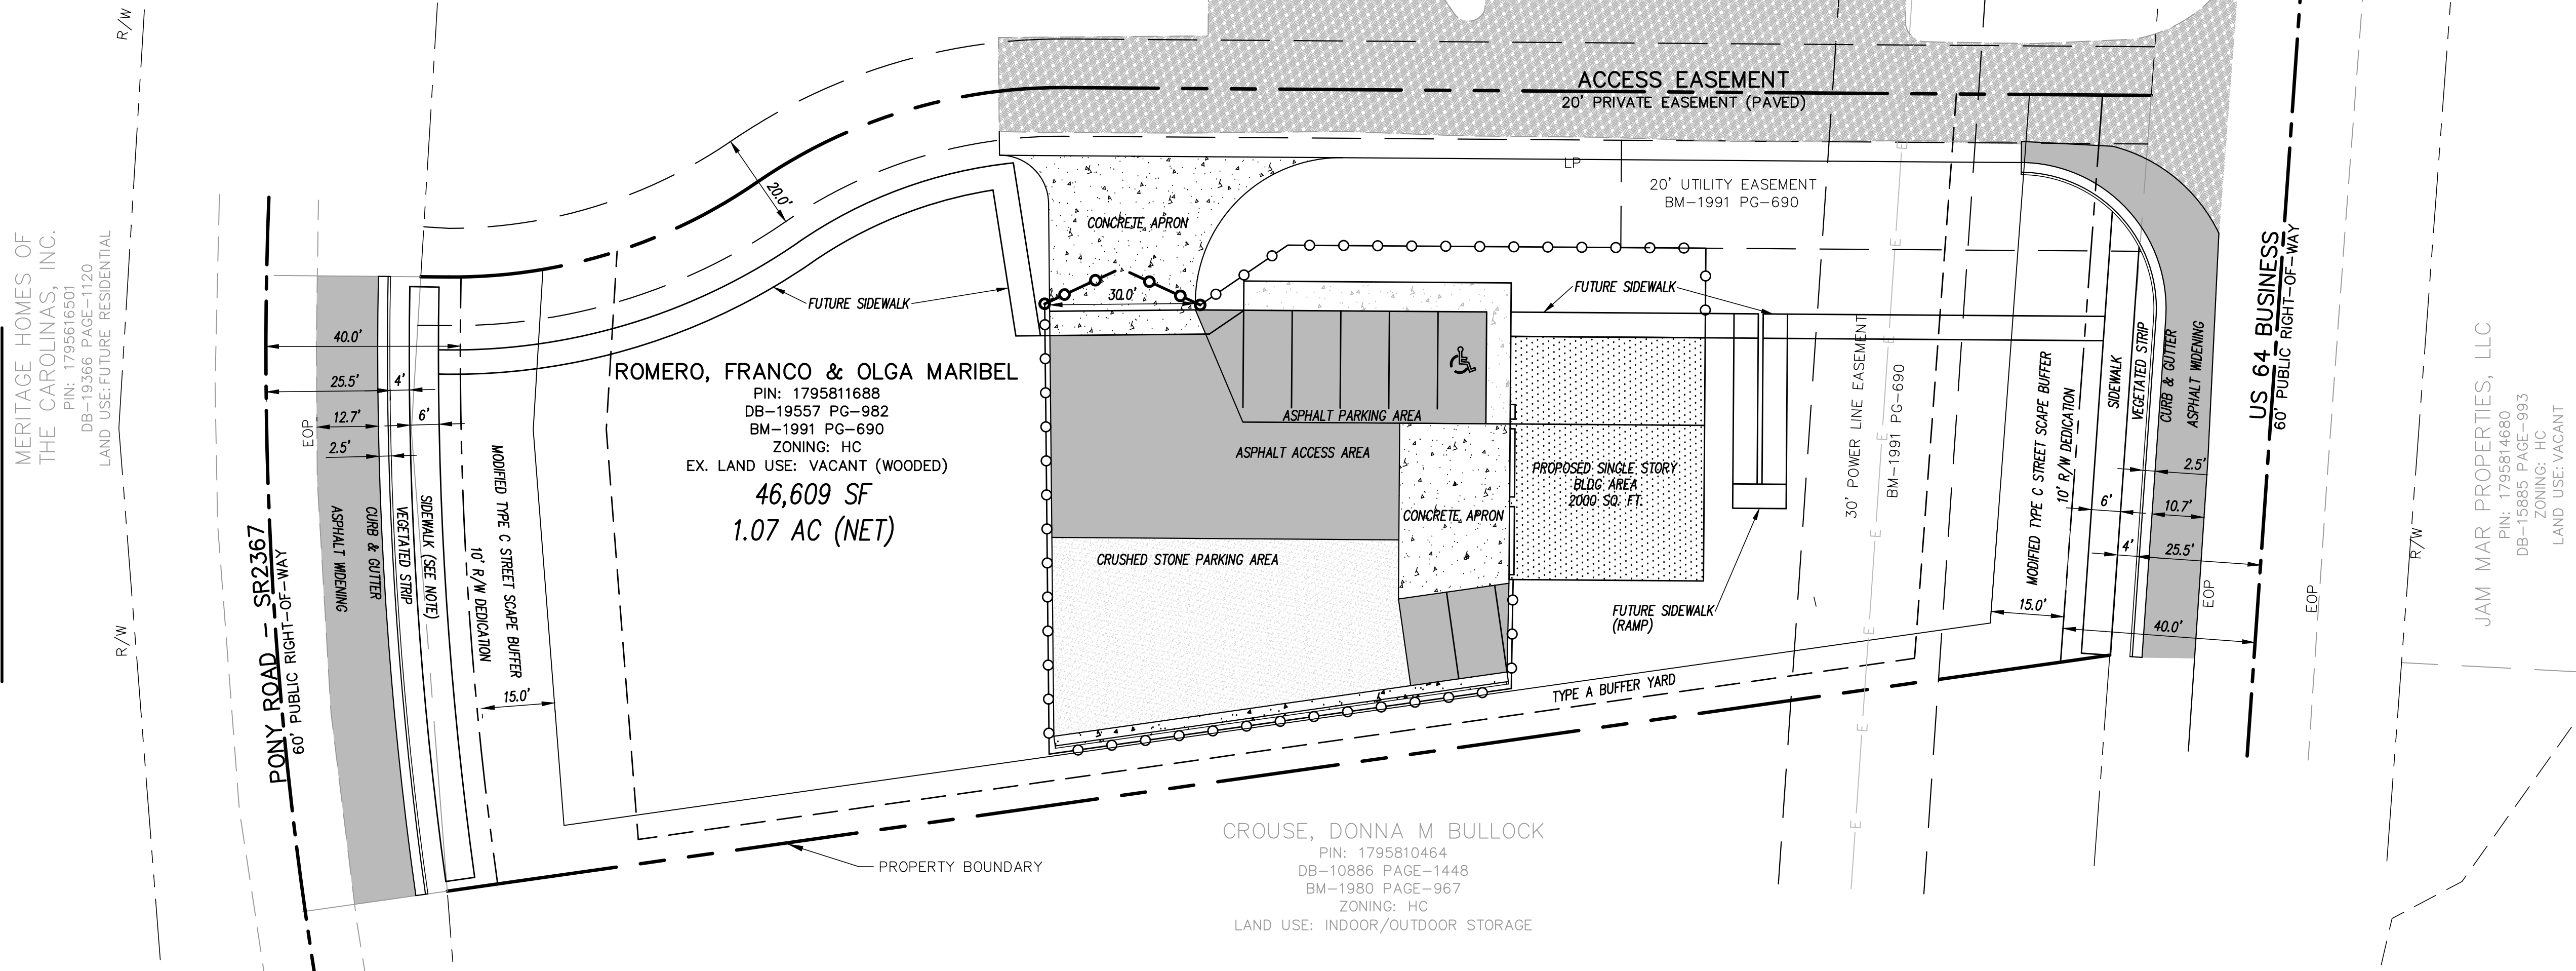 R/W
MERITAGE HOMES OF
THE CAROLINAS, INC.
PIN: 1795616501
DB-19366 PAGE-1120
LAND USE: FUTURE RESIDENTIAL
R/W
PONY ROAD - SR2367
60' PUBLIC RIGHT-OF-WAY
EOP
40.0'
25.5'
4'
12.7'
6'
2.5'
ASPHALT WIDENING
CURB & GUTTER
VEGETATED STRIP
SIDEWALK (SEE NOTE)
10' R/W DEDICATION
MODIFIED TYPE C STREET SCAPE BUFFER
15.0'
20.0'
FUTURE SIDEWALK
ROMERO, FRANCO & OLGA MARIBEL
PIN: 1795811688
DB-19557 PG-982
BM-1991 PG-690
ZONING: HC
EX. LAND USE: VACANT (WOODED)
46,609 SF
1.07 AC (NET)
ACCESS EASEMENT
20' PRIVATE EASEMENT (PAVED)
LP
20' UTILITY EASEMENT
BM-1991 PG-690
CONCRETE APRON
30.0'
FUTURE SIDEWALK
ASPHALT PARKING AREA
ASPHALT ACCESS AREA
CONCRETE APRON
PROPOSED SINGLE STORY
BLDG AREA
2000 SQ. FT.
CRUSHED STONE PARKING AREA
FUTURE SIDEWALK
(RAMP)
TYPE A BUFFER YARD
30' POWER LINE EASEMENT
BM-1991 PG-690
E
E
E
E
E
E
E
MODIFIED TYPE C STREET SCAPE BUFFER
10' R/W DEDICATION
SIDEWALK
VEGETATED STRIP
CURB & GUTTER
ASPHALT WIDENING
2.5'
6'
10.7'
4'
25.5'
15.0'
40.0'
EOP
US 64 BUSINESS
60' PUBLIC RIGHT-OF-WAY
EOP
R/W
JAM MAR PROPERTIES, LLC
PIN: 1795814680
DB-15885 PAGE-993
ZONING: HC
LAND USE: VACANT
PROPERTY BOUNDARY
CROUSE, DONNA M BULLOCK
PIN: 1795810464
DB-10886 PAGE-1448
BM-1980 PAGE-967
ZONING: HC
LAND USE: INDOOR/OUTDOOR STORAGE